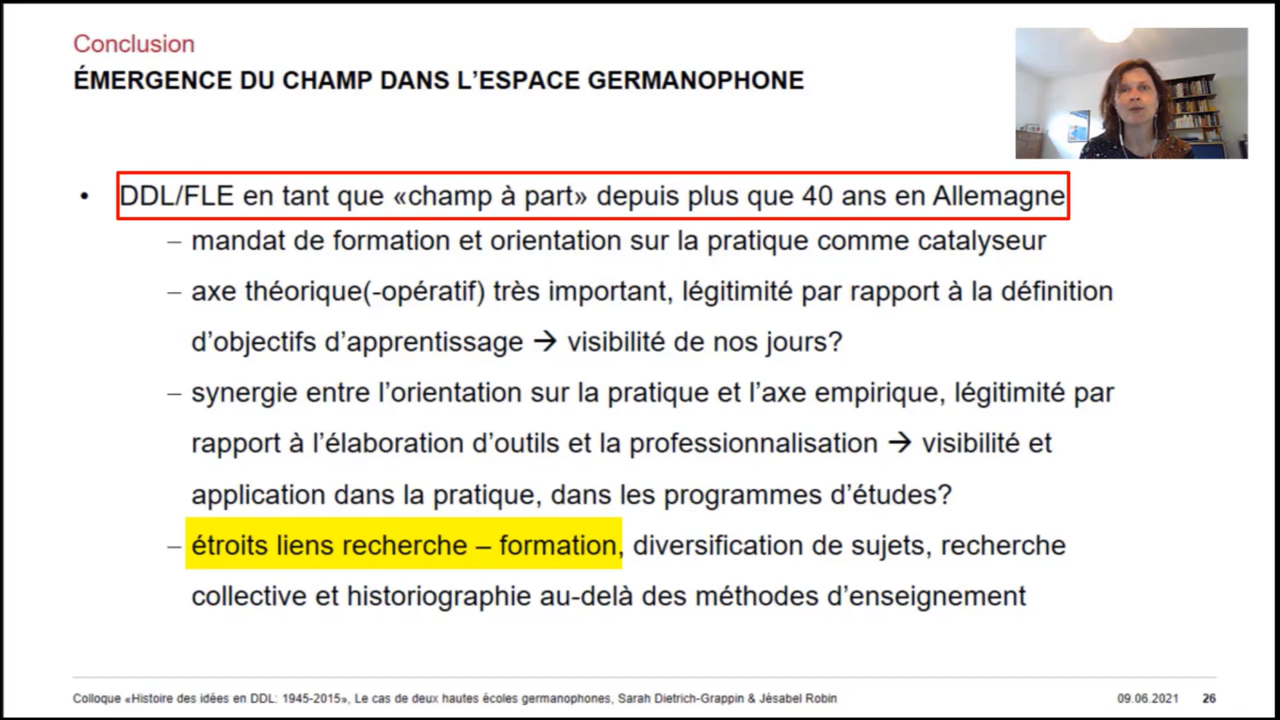 Conclusion
ÉMERGENCE DU CHAMP DANS L’ESPACE GERMANOPHONE
• DDL/FLE en tant que «champ à part» depuis plus que 40 ans en Allemagne
– mandat de formation et orientation sur la pratique comme catalyseur
– axe théorique(-opératif) très important, légitimité par rapport à la définition
d’objectifs d’apprentissage → visibilité de nos jours?
– synergie entre l’orientation sur la pratique et l’axe empirique, légitimité par
rapport à l’élaboration d’outils et la professionnalisation → visibilité et
application dans la pratique, dans les programmes d’études?
– étroits liens recherche – formation, diversification de sujets, recherche
collective et historiographie au-delà des méthodes d’enseignement
Colloque «Histoire des idées en DDL: 1945-2015», Le cas de deux hautes écoles germanophones, Sarah Dietrich-Grappin & Jésabel Robin
09.06.2021 26